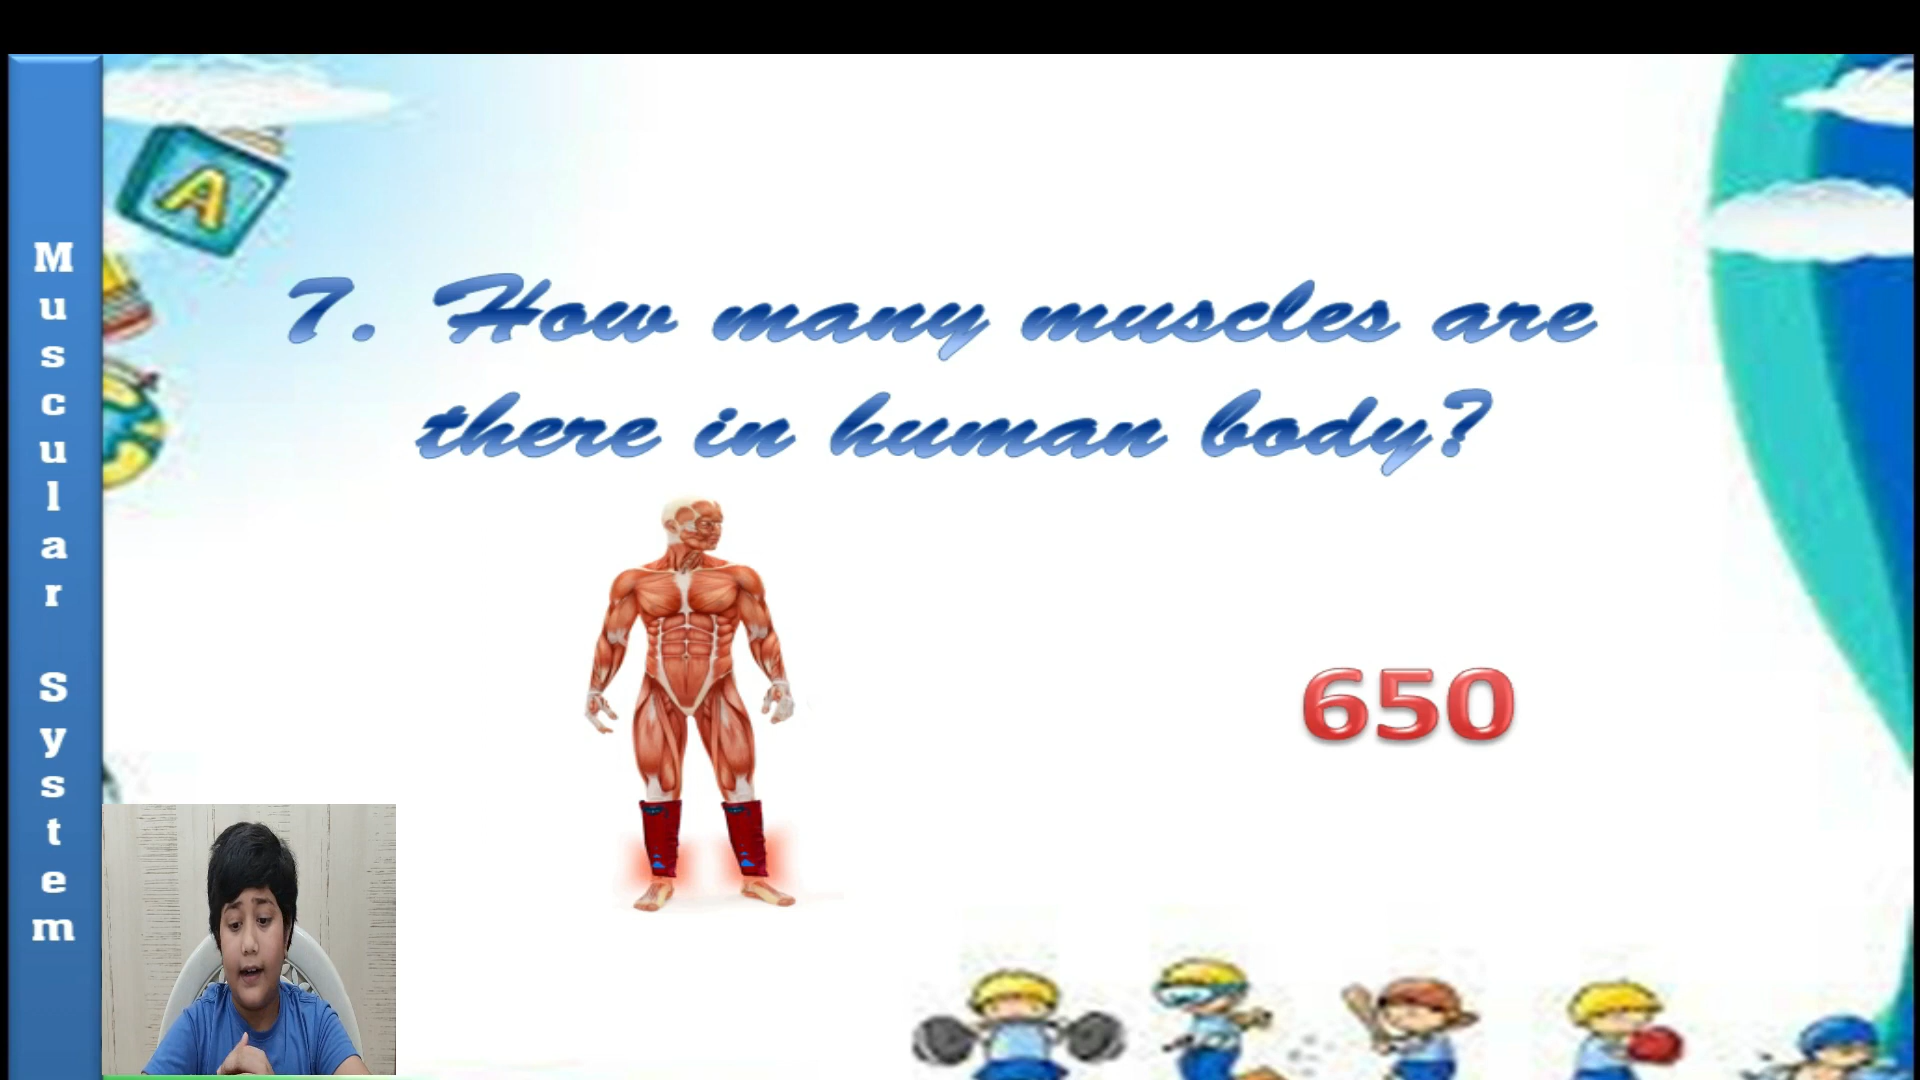 Muscular System
A
7. How many muscles are
there in human body?
650